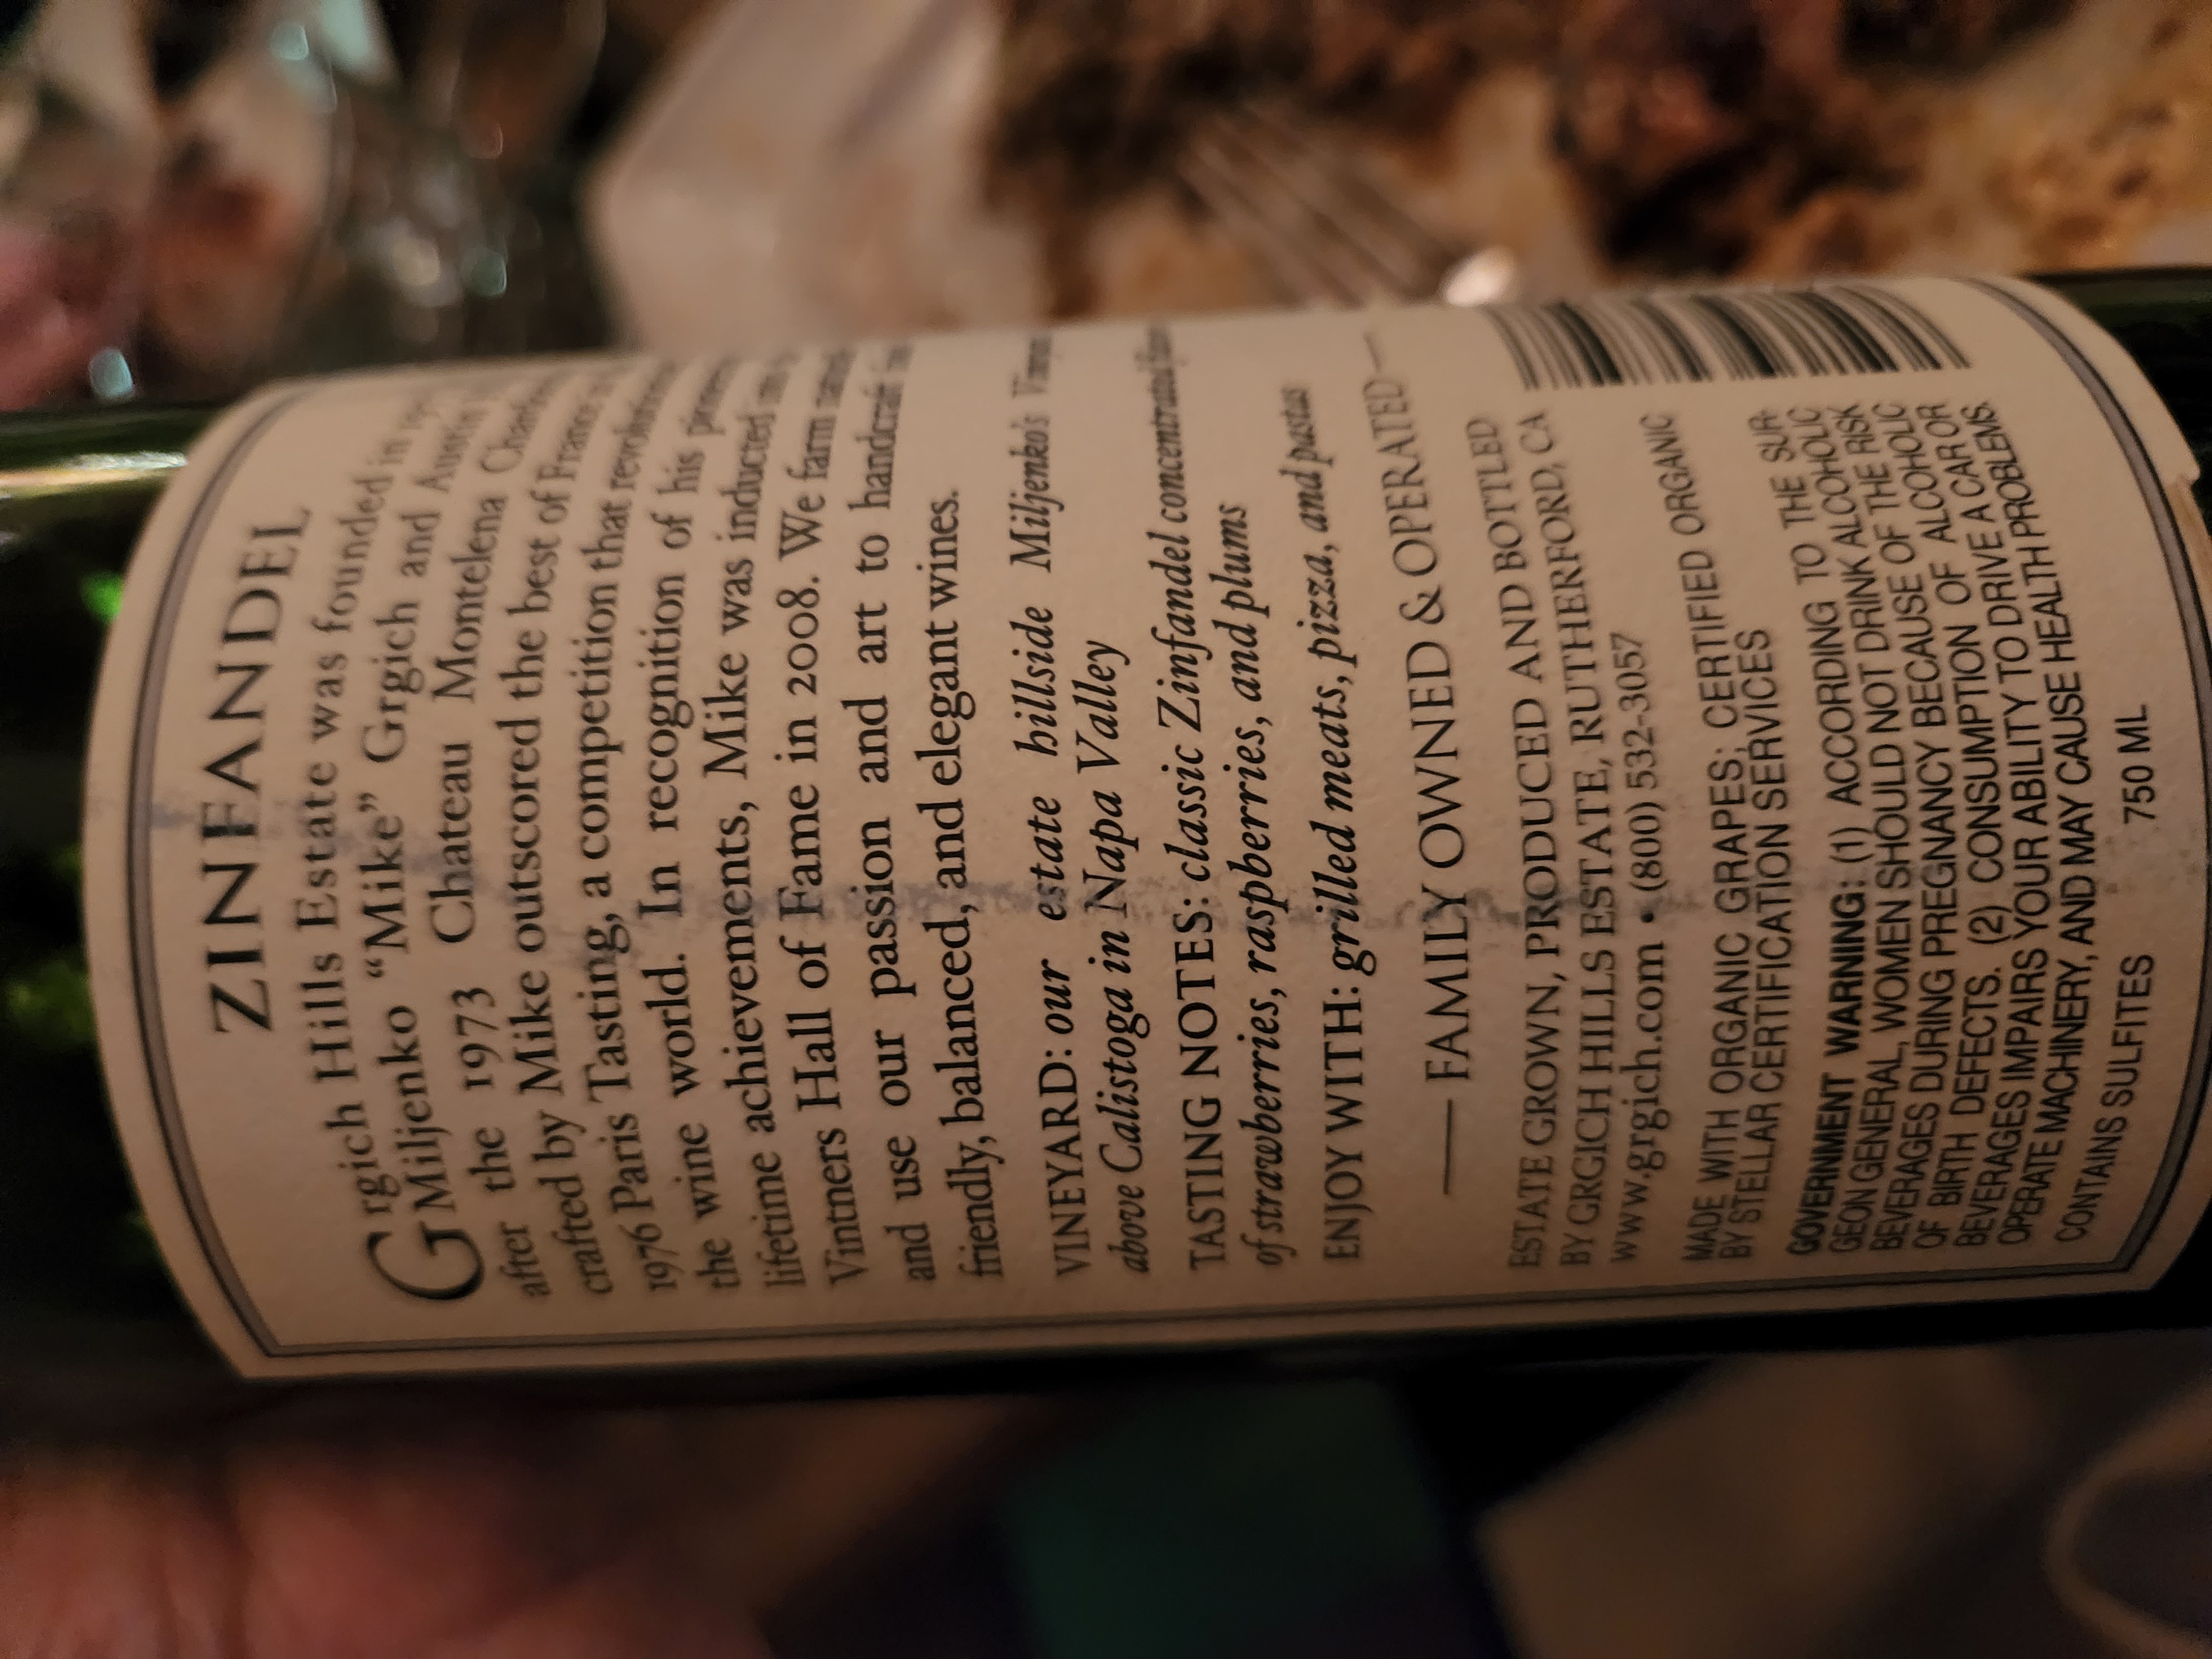 ZINFANDEL
Grgich Hills Estate was founded in
Miljenko “Mike” Grgich and Austin
after the 1973 Chateau Montelena
crafted by Mike outscored the best of France
1976 Paris Tasting, a competition that
the wine world. In recognition of his
lifetime achievements, Mike was inducted
Vintners Hall of Fame in 2008. We farm
and use our passion and art to handcraft
friendly, balanced, and elegant wines.
VINEYARD: our estate hillside Miljenko's
above Calistoga in Napa Valley
TASTING NOTES: classic Zinfandel concentrated
of strawberries, raspberries, and plums
ENJOY WITH: grilled meats, pizza, and pastas
— FAMILY OWNED & OPERATED —
ESTATE GROWN, PRODUCED AND BOTTLED
BY GRGICH HILLS ESTATE, RUTHERFORD, CA
www.grgich.com • (800) 532-3057
MADE WITH ORGANIC GRAPES; CERTIFIED ORGANIC
BY STELLAR CERTIFICATION SERVICES
GOVERNMENT WARNING: (1) ACCORDING TO THE SUR-
GEON GENERAL, WOMEN SHOULD NOT DRINK ALCOHOLIC
BEVERAGES DURING PREGNANCY BECAUSE OF THE RISK
OF BIRTH DEFECTS. (2) CONSUMPTION OF ALCOHOLIC
BEVERAGES IMPAIRS YOUR ABILITY TO DRIVE A CAR OR
OPERATE MACHINERY, AND MAY CAUSE HEALTH PROBLEMS.
CONTAINS SULFITES 750 ML